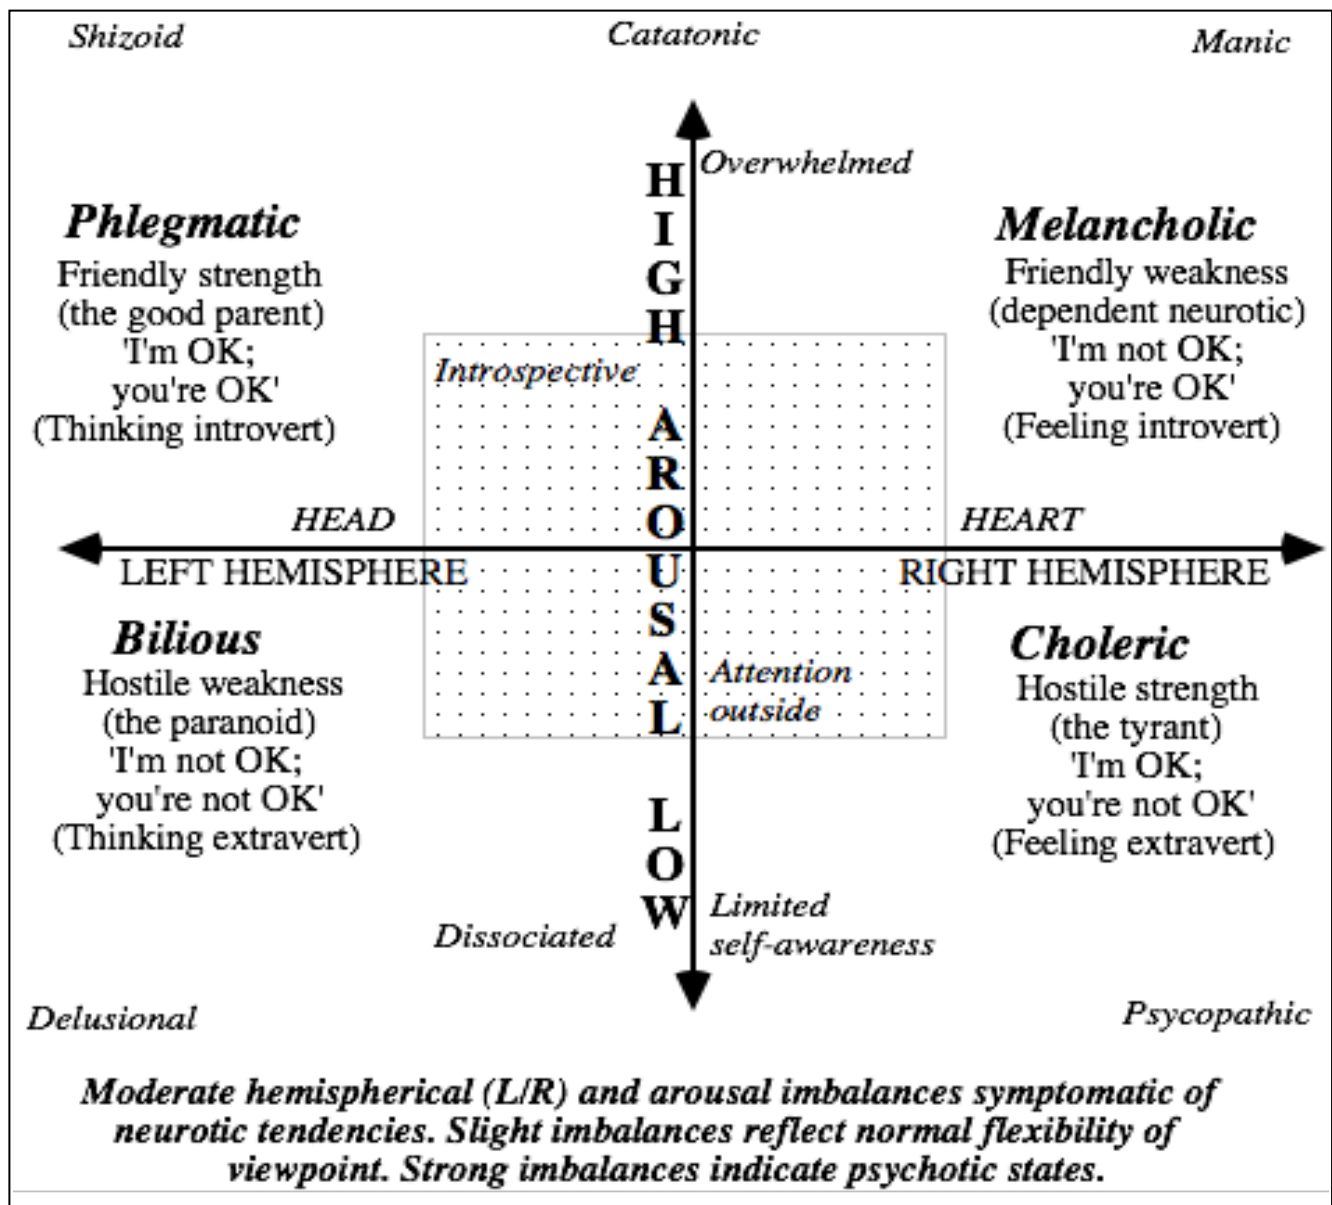 Shizoid
Catatonic
Manic
Overwhelmed
HIGH AROUSAL LOW
Phlegmatic
Friendly strength
(the good parent)
'I'm OK;
you're OK'
(Thinking introvert)
Melancholic
Friendly weakness
(dependent neurotic)
'I'm not OK;
you're OK'
(Feeling introvert)
Introspective
HEAD
HEART
LEFT HEMISPHERE
RIGHT HEMISPHERE
Bilious
Hostile weakness
(the paranoid)
'I'm not OK;
you're not OK'
(Thinking extravert)
Attention
outside
Choleric
Hostile strength
(the tyrant)
'I'm OK;
you're not OK'
(Feeling extravert)
Dissociated
Limited
self-awareness
Delusional
Psycopathic
Moderate hemispherical (L/R) and arousal imbalances symptomatic of
neurotic tendencies. Slight imbalances reflect normal flexibility of
viewpoint. Strong imbalances indicate psychotic states.